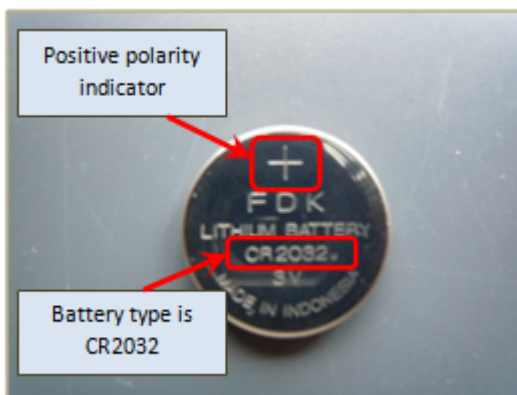 Positive polarity
indicator
+
FDK
LITHIUM BATTERY
CR2032
3V
MADE IN INDONESIA
Battery type is
CR2032